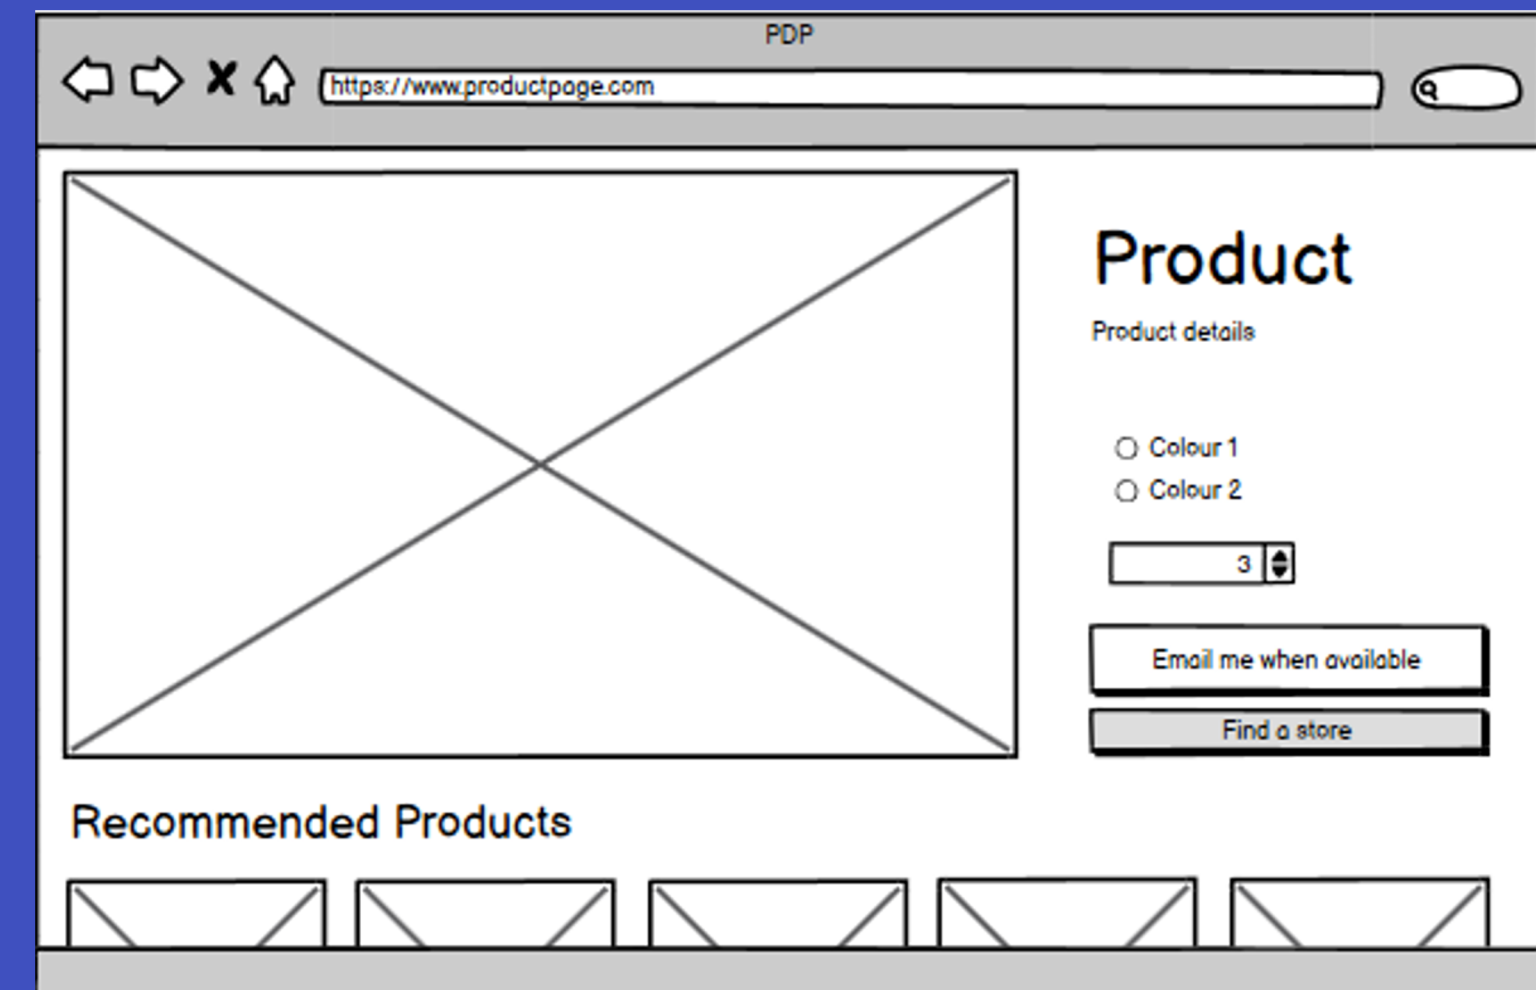 PDP
https://www.productpage.com
Product
Product details
Colour 1
Colour 2
3
Email me when available
Find a store
Recommended Products